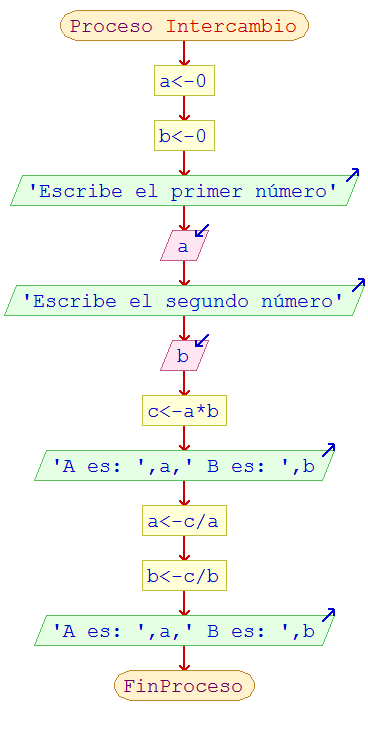 Proceso Intercambio
a<-0
b<-0
'Escribe el primer número'
a
'Escribe el segundo número'
b
c<-a*b
'A es: ',a,' B es: ',b
a<-c/a
b<-c/b
'A es: ',a,' B es: ',b
FinProceso